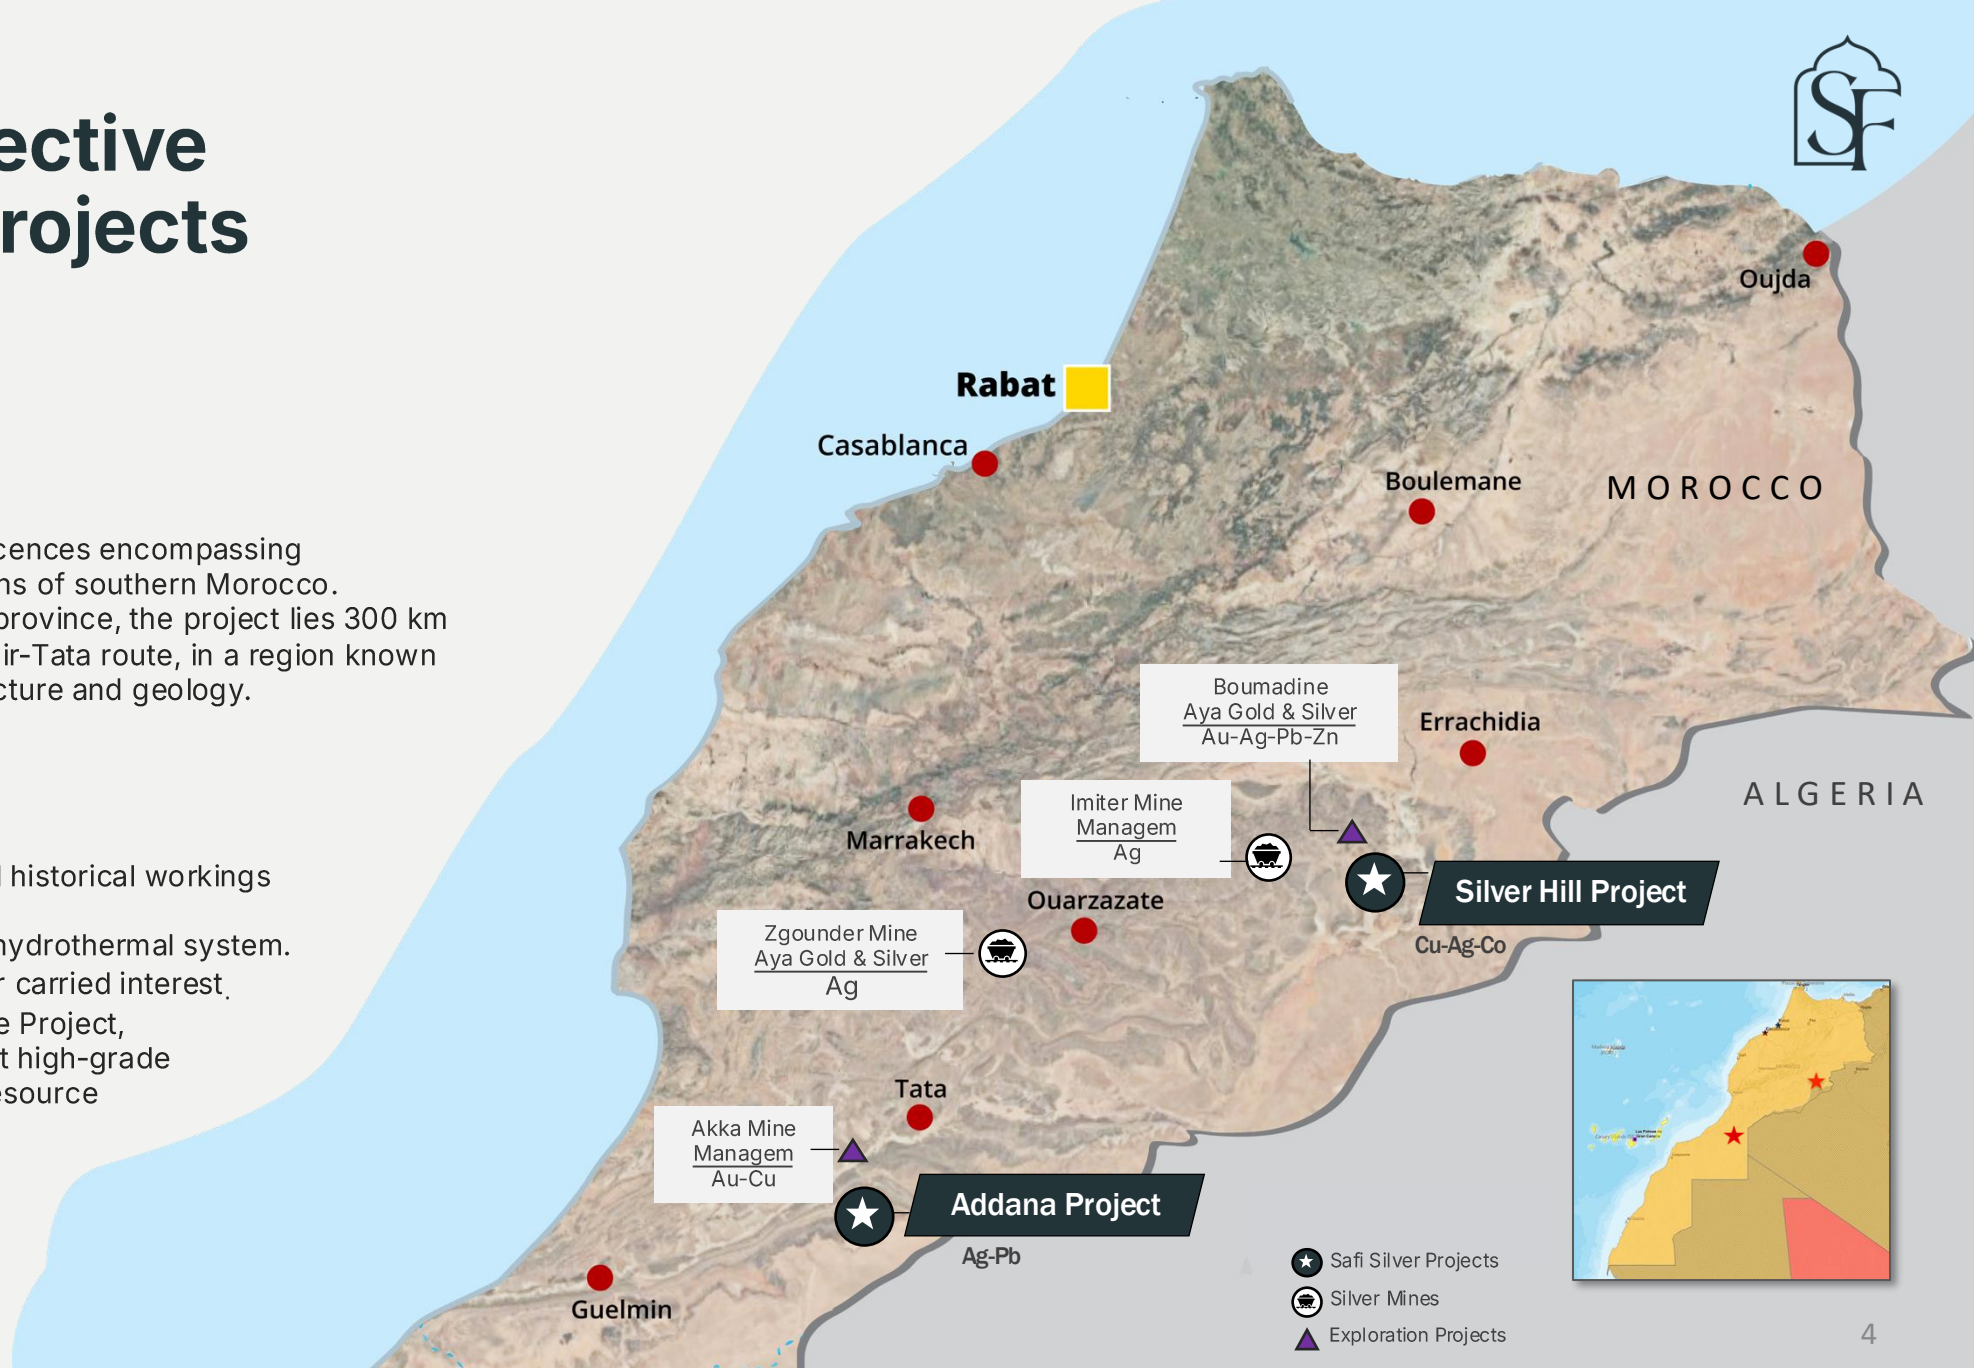 ective
rojects
cences encompassing
ns of southern Morocco.
province, the project lies 300 km
ir-Tata route, in a region known
cture and geology.
l historical workings
hydrothermal system.
r carried interest.
e Project,
t high-grade
esource
SF
Oujda
Rabat
Casablanca
Boulemane
MOROCCO
Boumadine
Aya Gold & Silver
Au-Ag-Pb-Zn
Errachidia
ALGERIA
Imiter Mine
Managem
Ag
Marrakech
Silver Hill Project
Cu-Ag-Co
Ouarzazate
Zgounder Mine
Aya Gold & Silver
Ag
Tata
Akka Mine
Managem
Au-Cu
Addana Project
Ag-Pb
Guelmin
Safi Silver Projects
Silver Mines
Exploration Projects
4